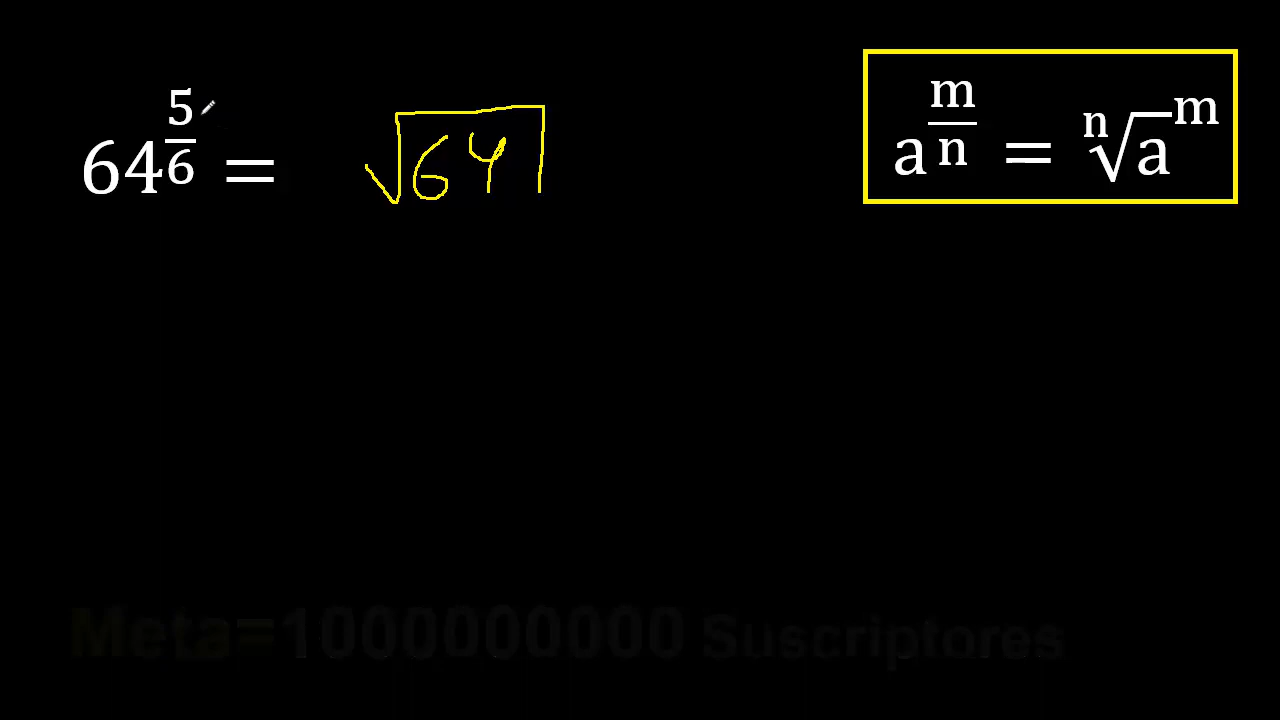 64^(5/6) = √64
a^(m/n) = ⁿ√a^m
Meta=1000000000 Suscriptores